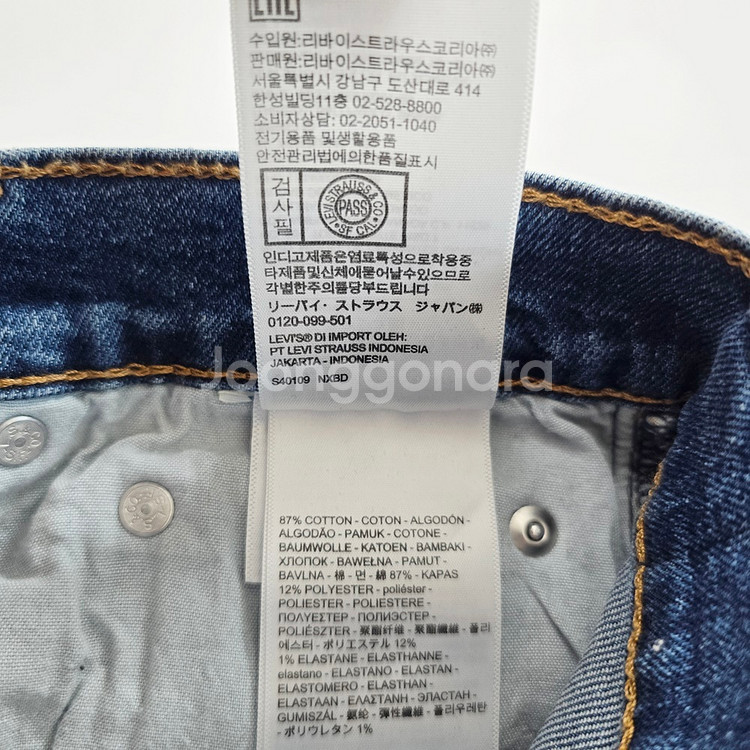 EAC
수입원:리바이스트라우스코리아㈜
판매원:리바이스트라우스코리아㈜
서울특별시 강남구 도산대로 414
한성빌딩11층 02-528-8800
소비자상담: 02-2051-1040
전기용품 및생활용품
안전관리법에의한품질표시
검사필
LEVI STRAUSS & CO
PASS
SF CAL
인디고제품은염료특성으로착용중
타제품및신체에묻어날수있으므로
각별한주의를당부드립니다.
リーバイ・ストラウス ジャパン㈱
0120-099-501
LEVI'S® DI IMPORT OLEH:
PT LEVI STRAUSS INDONESIA
JAKARTA - INDONESIA
S40109 NXBD
Joonggonara
87% COTTON - COTON - ALGODÓN -
ALGODÃO - PAMUK - COTONE -
BAUMWOLLE - KATOEN - BAMBAKI -
ХЛОПОК - BAWEŁNA - PAMUT -
BAVLNA - 棉 - 면 - 綿 87% - KAPAS
12% POLYESTER - poliéster -
POLIESTER - POLIESTERE -
ΠΟΛΥΕΣΤΕΡ - ПОЛИЭСТЕР -
POLIÉSZTER - 聚酯纤维 - 聚酯纖維 - 폴리
에스터 - ポリエステル 12%
1% ELASTANE - ELASTHANNE -
elastano - ELASTANO - ELASTAN -
ELASTOMERO - ELASTHAN -
ELASTAAN - ΕΛΑΣΤΑΝΗ - ЭЛАСТАН -
GUMISZÁL - 氨纶 - 彈性纖維 - 폴리우레탄
- ポリウレタン 1%